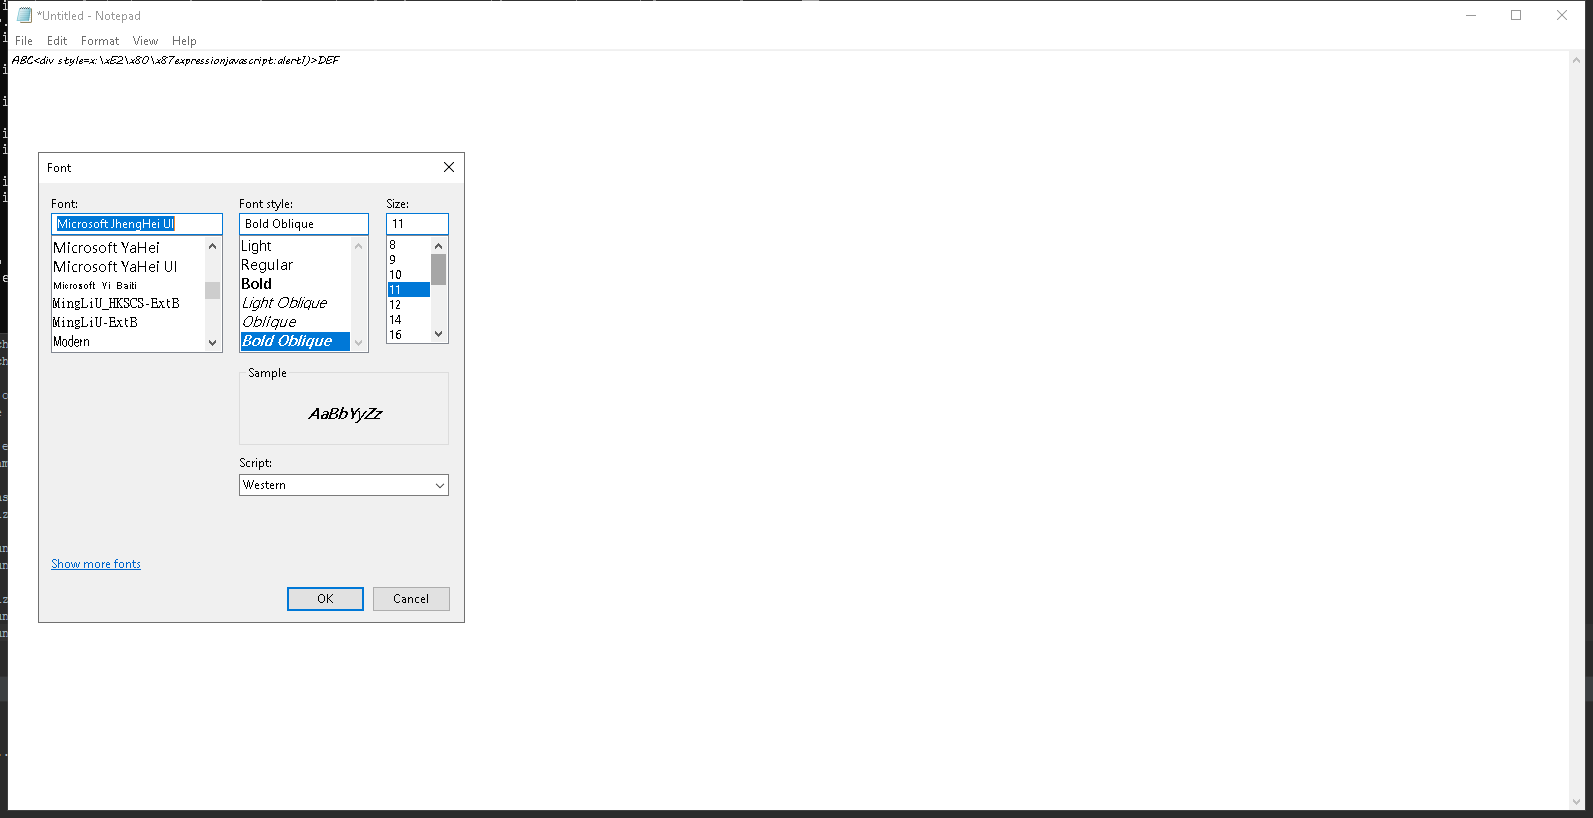 *Untitled - Notepad
File Edit Format View Help
ABC<div style=x:\xE2\x80\x87expressionjavascript:alert1)>DEF
Font
Font: Font style: Size:
Microsoft JhengHei UI Bold Oblique 11
Microsoft YaHei Light 8
Microsoft YaHei UI Regular 9
Microsoft Yi Baiti Bold 10
MingLiU_HKSCS-ExtB Light Oblique 11
MingLiU-ExtB Oblique 12
Modern Bold Oblique 14
16
Sample
AaBbYyZz
Script:
Western
Show more fonts
OK Cancel